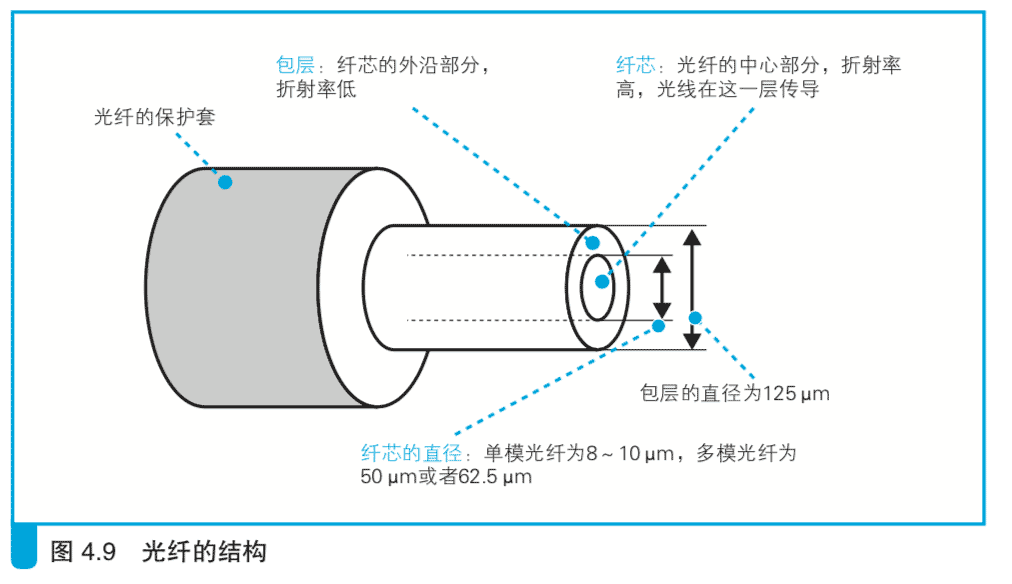 包层：纤芯的外沿部分，
折射率低
纤芯：光纤的中心部分，折射率
高，光线在这一层传导
光纤的保护套
包层的直径为125 μm
纤芯的直径：单模光纤为8～10 μm，多模光纤为
50 μm或者62.5 μm
图 4.9　光纤的结构